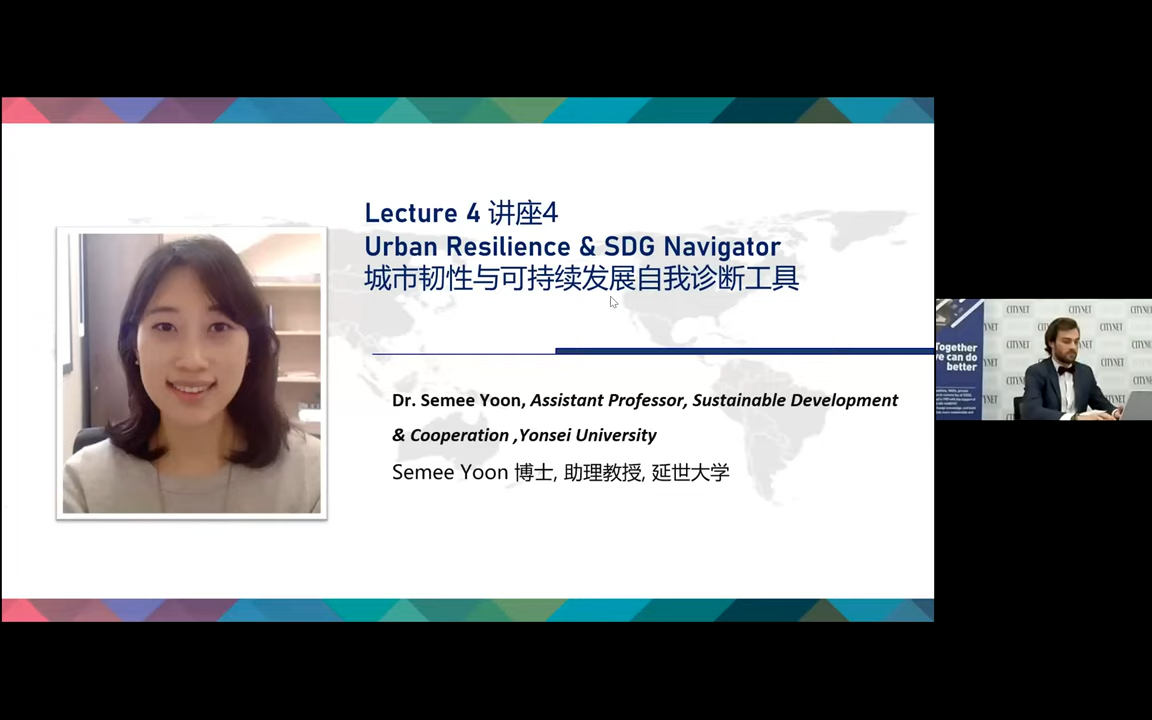 Lecture 4 讲座4
Urban Resilience & SDG Navigator
城市韧性与可持续发展自我诊断工具
Dr. Semee Yoon, Assistant Professor, Sustainable Development
& Cooperation ,Yonsei University
Semee Yoon 博士, 助理教授, 延世大学
Together
we can do
better
CITYNET
CITYNET
CITYNET